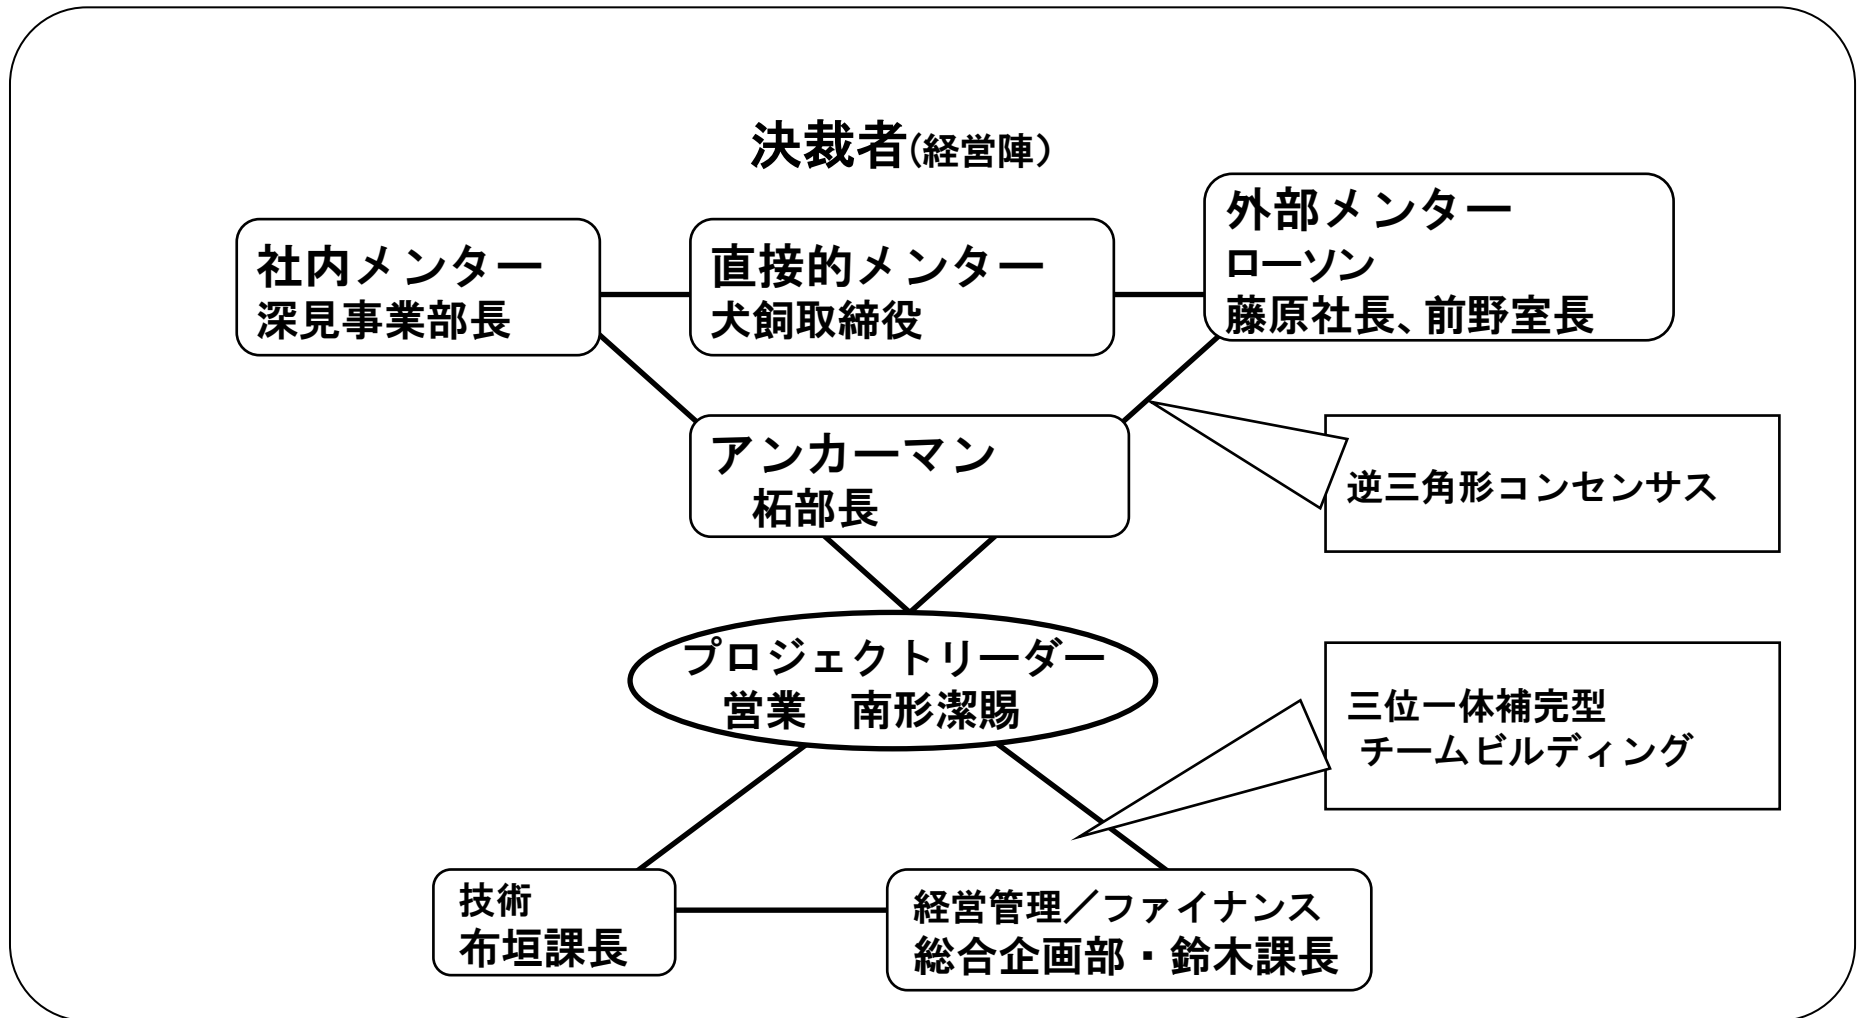 決裁者(経営陣）
社内メンター
深見事業部長
直接的メンター
犬飼取締役
外部メンター
ローソン
藤原社長、前野室長
アンカーマン
柘部長
逆三角形コンセンサス
プロジェクトリーダー
営業　南形潔賜
三位一体補完型
チームビルディング
技術
布垣課長
経営管理／ファイナンス
総合企画部・鈴木課長